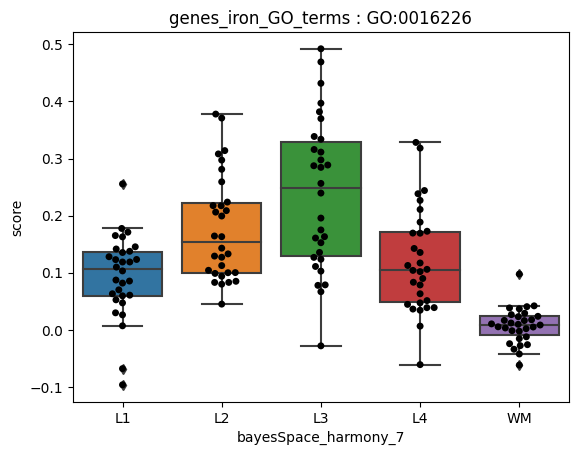 genes_iron_GO_terms : GO:0016226
score
0.5
0.4
0.3
0.2
0.1
0.0
−0.1
L1 L2 L3 L4 WM
bayesSpace_harmony_7